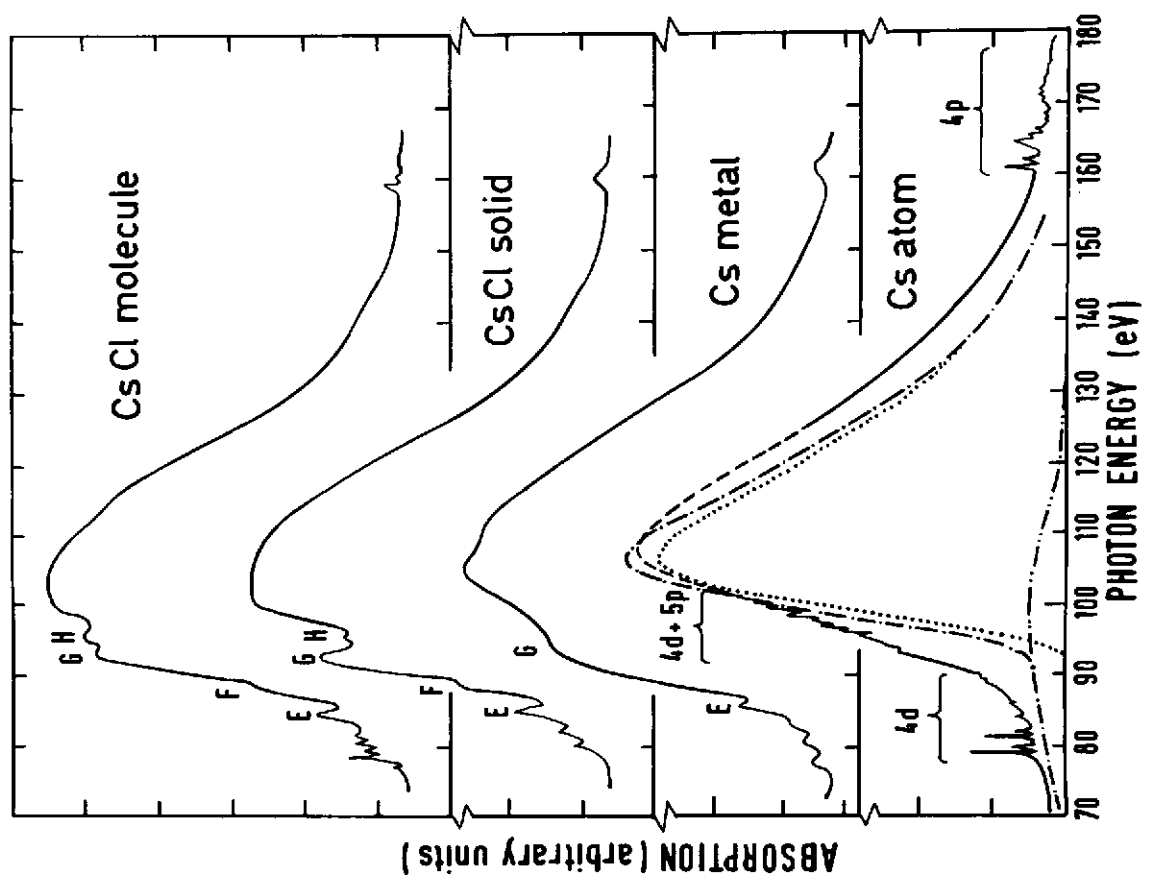 CsCl molecule
E
F
G
H
CsCl solid
E
F
G
H
Cs metal
E
G
Cs atom
4d
4d + 5p
4p
70
80
90
100
110
120
130
140
150
160
170
180
PHOTON ENERGY (eV)
ABSORPTION (arbitrary units)